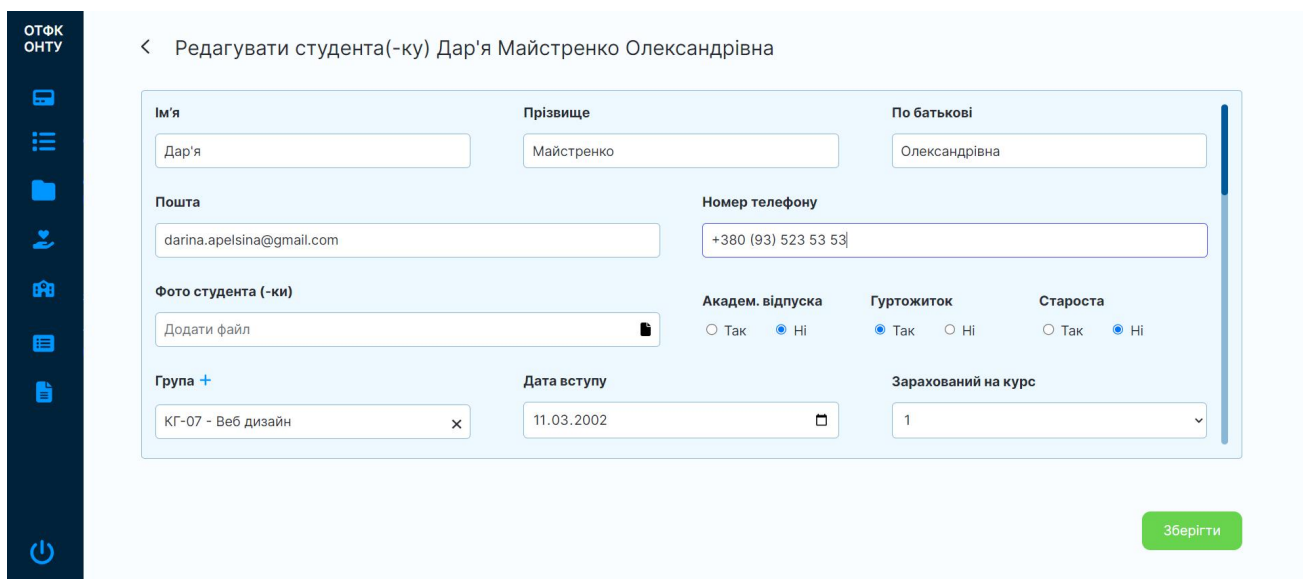 ОТФК
ОНТУ
Редагувати студента(-ку) Дар'я Майстренко Олександрівна
Ім'я Прізвище По батькові
Дар'я Майстренко Олександрівна
Пошта Номер телефону
darina.apelsina@gmail.com +380 (93) 523 53 53
Фото студента (-ки) Академ. відпуска Гуртожиток Староста
Додати файл Так Ні Так Ні Так Ні
Група + Дата вступу Зарахований на курс
КГ-07 - Веб дизайн 11.03.2002 1
Зберігти